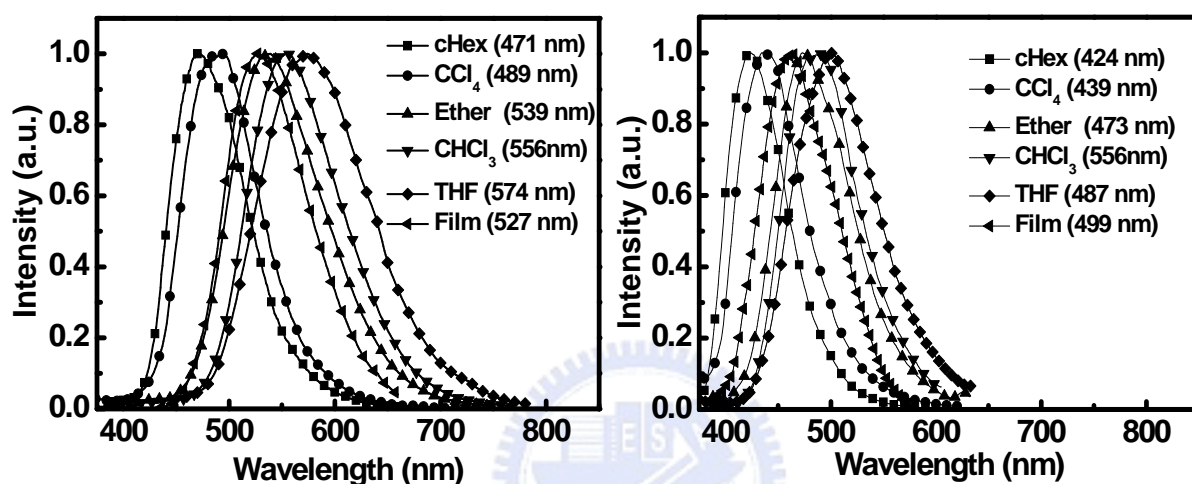 1.0
0.8
0.6
0.4
0.2
0.0
Intensity (a.u.)
cHex (471 nm)
CCl4 (489 nm)
Ether (539 nm)
CHCl3 (556nm)
THF (574 nm)
Film (527 nm)
400 500 600 700 800
Wavelength (nm)
1.0
0.8
0.6
0.4
0.2
0.0
Intensity (a.u.)
cHex (424 nm)
CCl4 (439 nm)
Ether (473 nm)
CHCl3 (556nm)
THF (487 nm)
Film (499 nm)
400 500 600 700 800
Wavelength (nm)
E S